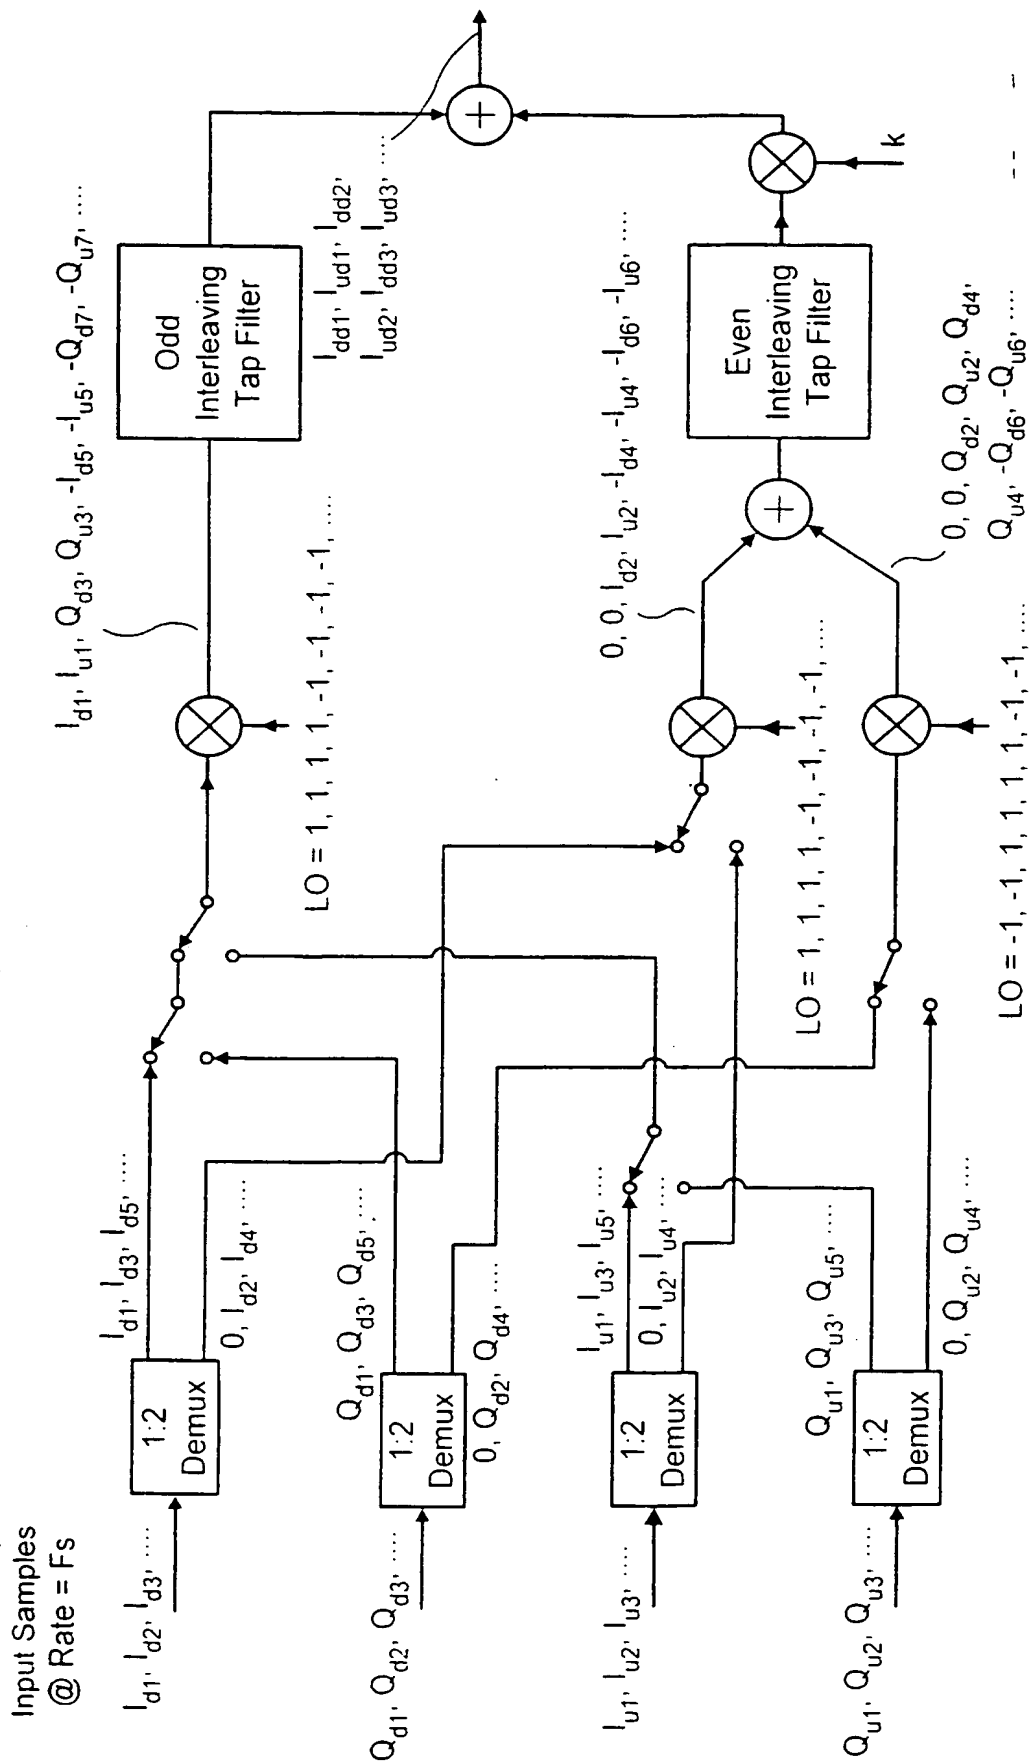 Input Samples
@ Rate = Fs
I_d1, I_d2, I_d3, ....
Q_d1, Q_d2, Q_d3, ....
I_u1, I_u2, I_u3, ....
Q_u1, Q_u2, Q_u3, ....
1:2
Demux
1:2
Demux
1:2
Demux
1:2
Demux
I_d1, I_d3, I_d5, ....
0, I_d2, I_d4, ....
Q_d1, Q_d3, Q_d5, ....
0, Q_d2, Q_d4, ....
I_u1, I_u3, I_u5, ....
0, I_u2, I_u4, ....
Q_u1, Q_u3, Q_u5, ....
0, Q_u2, Q_u4, ....
LO = 1, 1, 1, 1, -1, -1, -1, -1, ....
LO = 1, 1, 1, 1, -1, -1, -1, -1, ....
LO = -1, -1, 1, 1, 1, 1, -1, -1, ....
I_d1, I_u1, Q_d3, Q_u3, -I_d5, -I_u5, -Q_d7, -Q_u7, ....
0, 0, I_d2, I_u2, -I_d4, -I_u4, -I_d6, -I_u6, ....
0, 0, Q_d2, Q_u2, Q_d4,
Q_u4, -Q_d6, -Q_u6, ....
Odd
Interleaving
Tap Filter
Even
Interleaving
Tap Filter
I_dd1, I_ud1, I_dd2,
I_ud2, I_dd3, I_ud3, ....
+
+
k